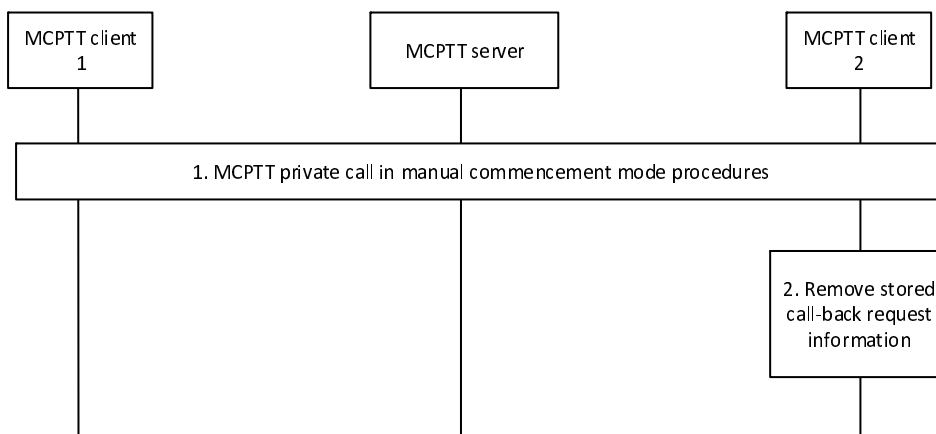 MCPTT client
1
MCPTT server
MCPTT client
2
1. MCPTT private call in manual commencement mode procedures
2. Remove stored
call-back request
information